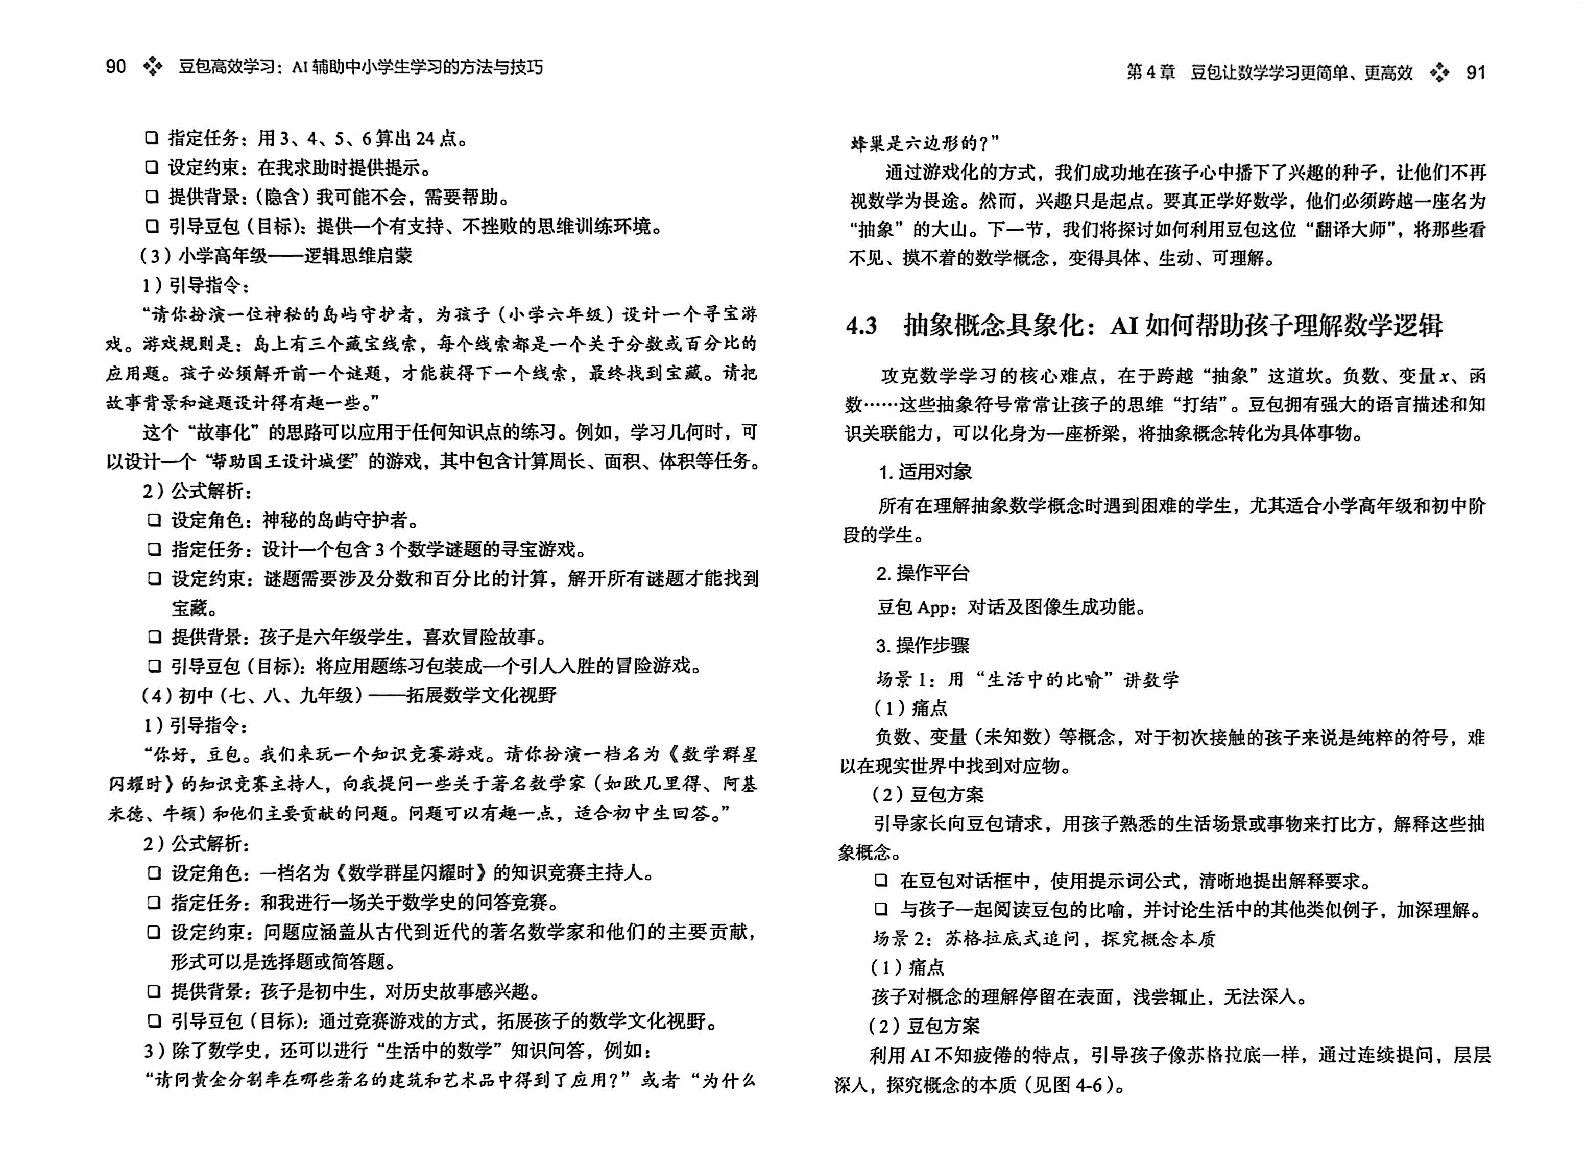 90 豆包高效学习：AI 辅助中小学生学习的方法与技巧
❑ 指定任务：用 3、4、5、6 算出 24 点。
❑ 设定约束：在我求助时提供提示。
❑ 提供背景：（隐含）我可能不会，需要帮助。
❑ 引导豆包（目标）：提供一个有支持、不挫败的思维训练环境。
（3）小学高年级——逻辑思维启蒙
1）引导指令：
“请你扮演一位神秘的岛屿守护者，为孩子（小学六年级）设计一个寻宝游
戏。游戏规则是：岛上有三个藏宝线索，每个线索都是一个关于分数或百分比的
应用题。孩子必须解开前一个谜题，才能获得下一个线索，最终找到宝藏。请把
故事背景和谜题设计得有趣一些。”
这个“故事化”的思路可以应用于任何知识点的练习。例如，学习几何时，可
以设计一个“帮助国王设计城堡”的游戏，其中包含计算周长、面积、体积等任务。
2）公式解析：
❑ 设定角色：神秘的岛屿守护者。
❑ 指定任务：设计一个包含 3 个数学谜题的寻宝游戏。
❑ 设定约束：谜题需要涉及分数和百分比的计算，解开所有谜题才能找到
宝藏。
❑ 提供背景：孩子是六年级学生，喜欢冒险故事。
❑ 引导豆包（目标）：将应用题练习包装成一个引人入胜的冒险游戏。
（4）初中（七、八、九年级）——拓展数学文化视野
1）引导指令：
“你好，豆包。我们来玩一个知识竞赛游戏。请你扮演一档名为《数学群星
闪耀时》的知识竞赛主持人，向我提问一些关于著名数学家（如欧几里得、阿基
米德、牛顿）和他们主要贡献的问题。问题可以有趣一点，适合初中生回答。”
2）公式解析：
❑ 设定角色：一档名为《数学群星闪耀时》的知识竞赛主持人。
❑ 指定任务：和我进行一场关于数学史的问答竞赛。
❑ 设定约束：问题应涵盖从古代到近代的著名数学家和他们的主要贡献，
形式可以是选择题或简答题。
❑ 提供背景：孩子是初中生，对历史故事感兴趣。
❑ 引导豆包（目标）：通过竞赛游戏的方式，拓展孩子的数学文化视野。
3）除了数学史，还可以进行“生活中的数学”知识问答，例如：
“请问黄金分割率在哪些著名的建筑和艺术品中得到了应用？”或者“为什么
第 4 章 豆包让数学学习更简单、更高效 91
蜂巢是六边形的？”
通过游戏化的方式，我们成功地在孩子心中播下了兴趣的种子，让他们不再
视数学为畏途。然而，兴趣只是起点。要真正学好数学，他们必须跨越一座名为
“抽象”的大山。下一节，我们将探讨如何利用豆包这位“翻译大师”，将那些看
不见、摸不着的数学概念，变得具体、生动、可理解。
4.3 抽象概念具象化：AI 如何帮助孩子理解数学逻辑
攻克数学学习的核心难点，在于跨越“抽象”这道坎。负数、变量 x、函
数……这些抽象符号常常让孩子的思维“打结”。豆包拥有强大的语言描述和知
识关联能力，可以化身为一座桥梁，将抽象概念转化为具体事物。
1. 适用对象
所有在理解抽象数学概念时遇到困难的学生，尤其适合小学高年级和初中阶
段的学生。
2. 操作平台
豆包 App：对话及图像生成功能。
3. 操作步骤
场景 1：用“生活中的比喻”讲数学
（1）痛点
负数、变量（未知数）等概念，对于初次接触的孩子来说是纯粹的符号，难
以在现实世界中找到对应物。
（2）豆包方案
引导家长向豆包请求，用孩子熟悉的生活场景或事物来打比方，解释这些抽
象概念。
❑ 在豆包对话框中，使用提示词公式，清晰地提出解释要求。
❑ 与孩子一起阅读豆包的比喻，并讨论生活中的其他类似例子，加深理解。
场景 2：苏格拉底式追问，探究概念本质
（1）痛点
孩子对概念的理解停留在表面，浅尝辄止，无法深入。
（2）豆包方案
利用 AI 不知疲倦的特点，引导孩子像苏格拉底一样，通过连续提问，层层
深入，探究概念的本质（见图 4-6）。